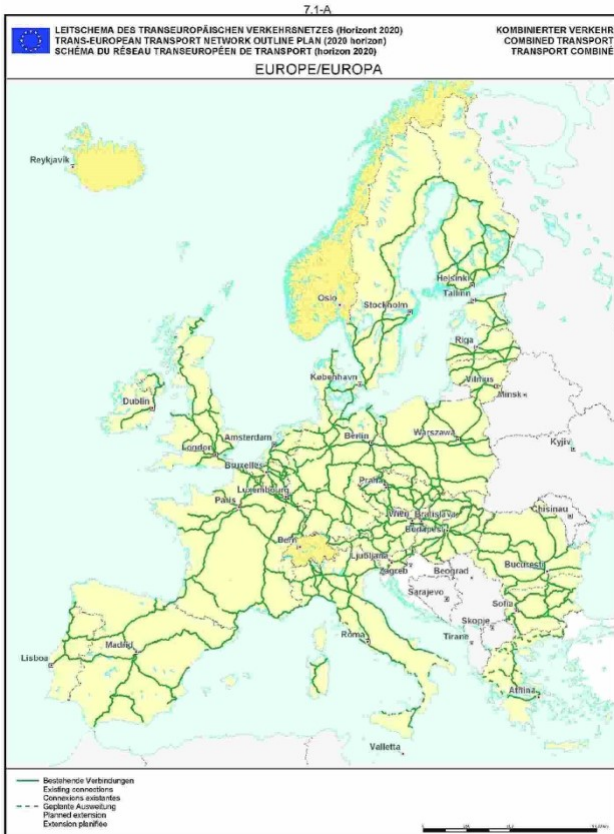 7.1-A
LEITSCHEMA DES TRANSEUROPÄISCHEN VERKEHRSNETZES (Horizont 2020)
TRANS-EUROPEAN TRANSPORT NETWORK OUTLINE PLAN (2020 horizon)
SCHÉMA DU RÉSEAU TRANSEUROPÉEN DE TRANSPORT (horizon 2020)
KOMBINIERTER VERKEHR
COMBINED TRANSPORT
TRANSPORT COMBINÉ
EUROPE/EUROPA
Reykjavík
Oslo
Helsinki
Tallinn
Stockholm
Riga
København
Vilnius
Minsk
Dublin
Amsterdam
Berlin
Warszawa
London
Kyjiv
Bruxelles
Luxembourg
Praha
Paris
Wien
Bratislava
Chisinau
Budapest
Bern
Ljubljana
Zagreb
Beograd
Bucuresti
Sarajevo
Sofia
Skopje
Roma
Tirana
Madrid
Lisboa
Athina
Valletta
Bestehende Verbindungen
Existing connections
Connexions existantes
Geplante Ausweitung
Planned extension
Extension planifiée